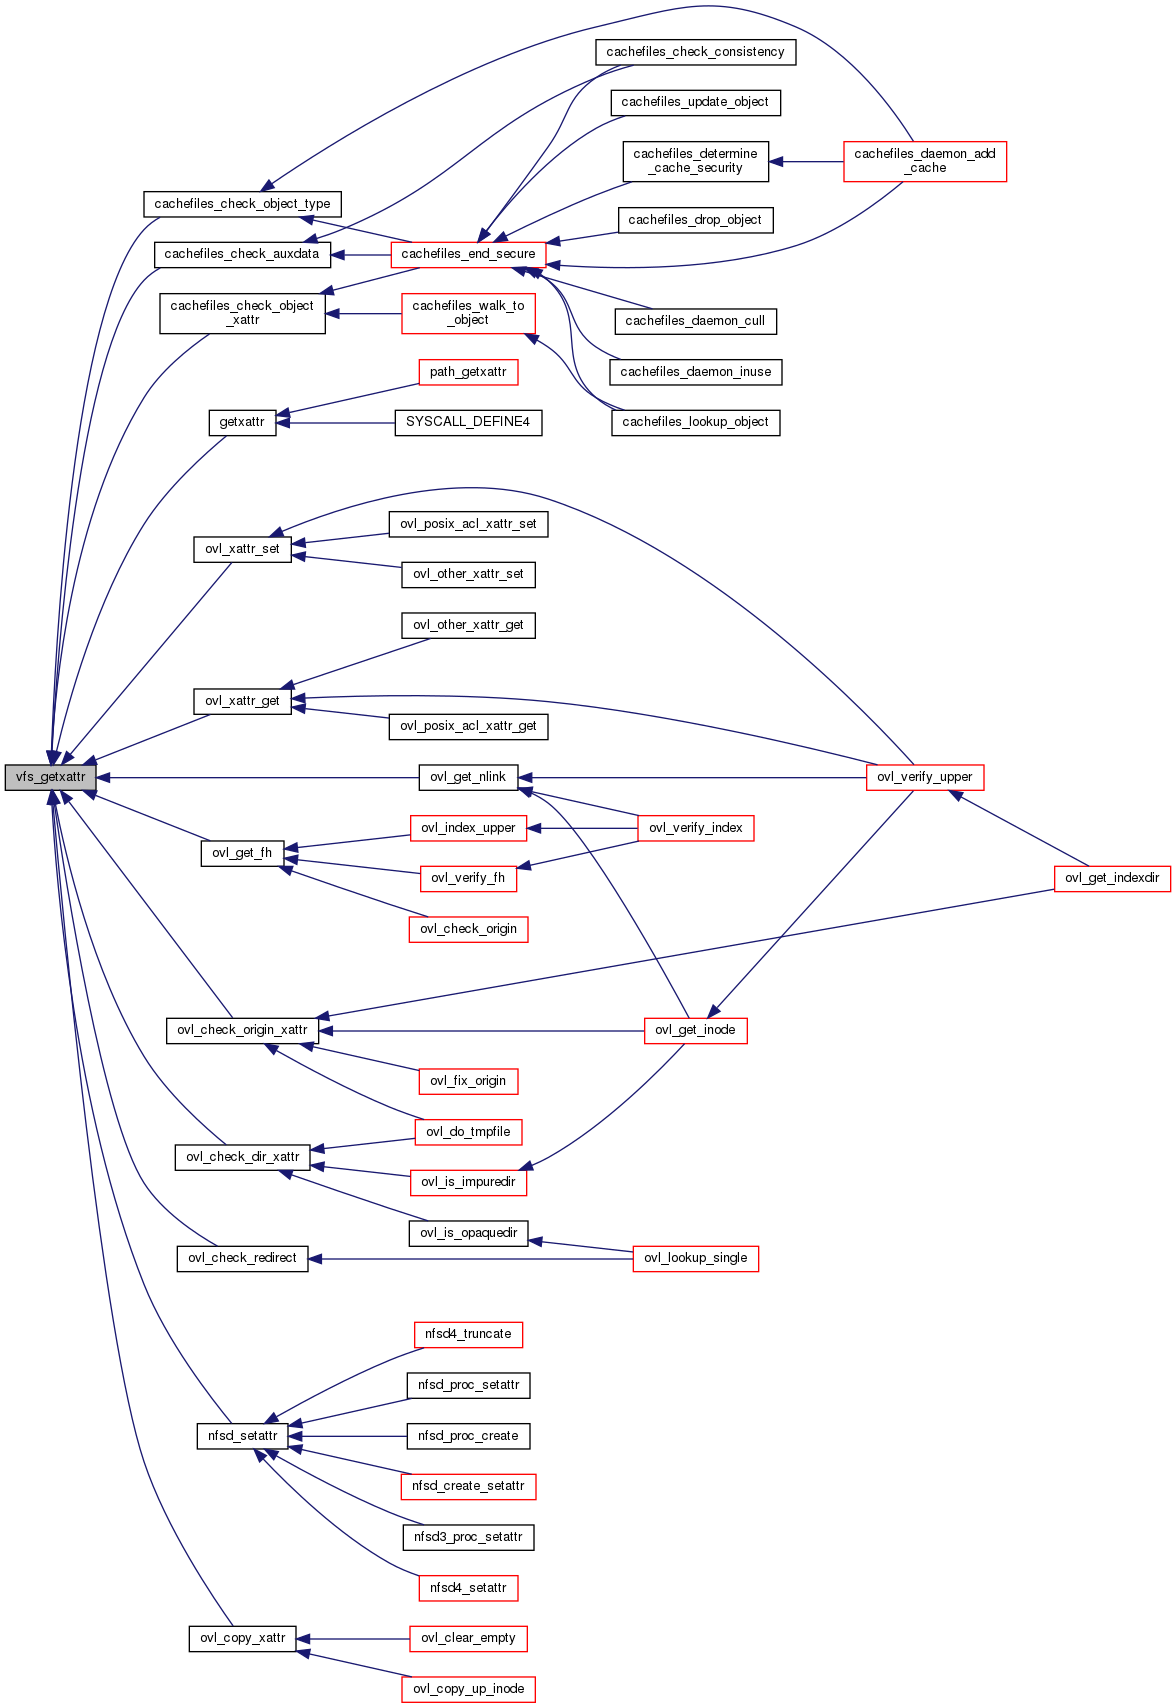 cachefiles_check_consistency
cachefiles_update_object
cachefiles_determine
_cache_security
cachefiles_daemon_add
_cache
cachefiles_check_object_type
cachefiles_drop_object
cachefiles_check_auxdata
cachefiles_end_secure
cachefiles_check_object
_xattr
cachefiles_walk_to
_object
cachefiles_daemon_cull
cachefiles_daemon_inuse
path_getxattr
getxattr
SYSCALL_DEFINE4
cachefiles_lookup_object
ovl_posix_acl_xattr_set
ovl_xattr_set
ovl_other_xattr_set
ovl_other_xattr_get
ovl_xattr_get
ovl_posix_acl_xattr_get
vfs_getxattr
ovl_get_nlink
ovl_verify_upper
ovl_index_upper
ovl_verify_index
ovl_get_fh
ovl_verify_fh
ovl_get_indexdir
ovl_check_origin
ovl_check_origin_xattr
ovl_get_inode
ovl_fix_origin
ovl_do_tmpfile
ovl_check_dir_xattr
ovl_is_impuredir
ovl_is_opaquedir
ovl_check_redirect
ovl_lookup_single
nfsd4_truncate
nfsd_proc_setattr
nfsd_setattr
nfsd_proc_create
nfsd_create_setattr
nfsd3_proc_setattr
nfsd4_setattr
ovl_copy_xattr
ovl_clear_empty
ovl_copy_up_inode